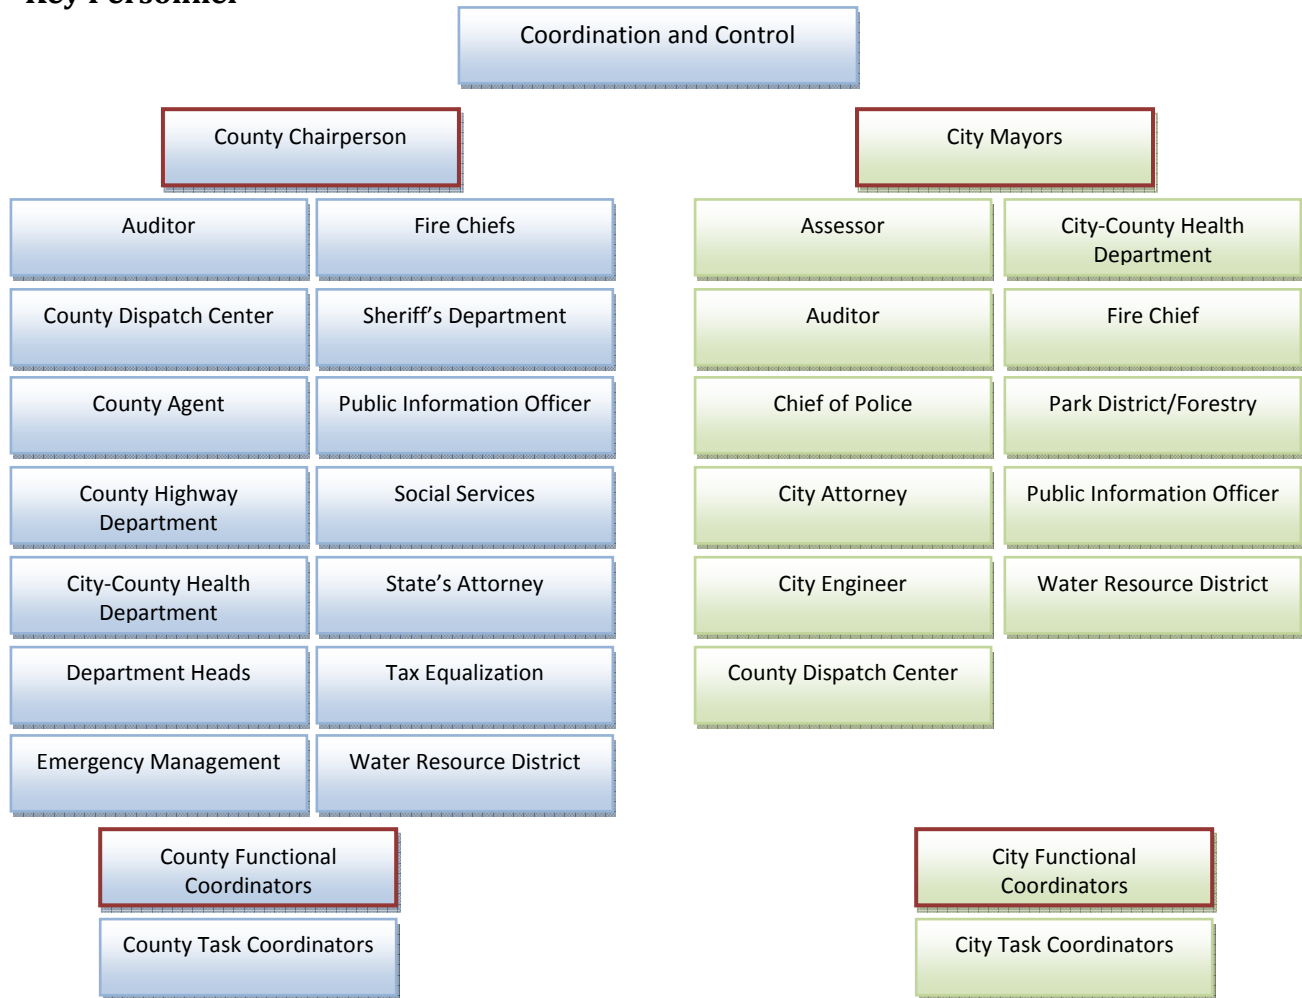 Key Personnel
Coordination and Control
County Chairperson
City Mayors
Auditor
Fire Chiefs
County Dispatch Center
Sheriff’s Department
County Agent
Public Information Officer
County Highway
Department
Social Services
City-County Health
Department
State’s Attorney
Department Heads
Tax Equalization
Emergency Management
Water Resource District
County Functional
Coordinators
County Task Coordinators
Assessor
City-County Health
Department
Auditor
Fire Chief
Chief of Police
Park District/Forestry
City Attorney
Public Information Officer
City Engineer
Water Resource District
County Dispatch Center
City Functional
Coordinators
City Task Coordinators